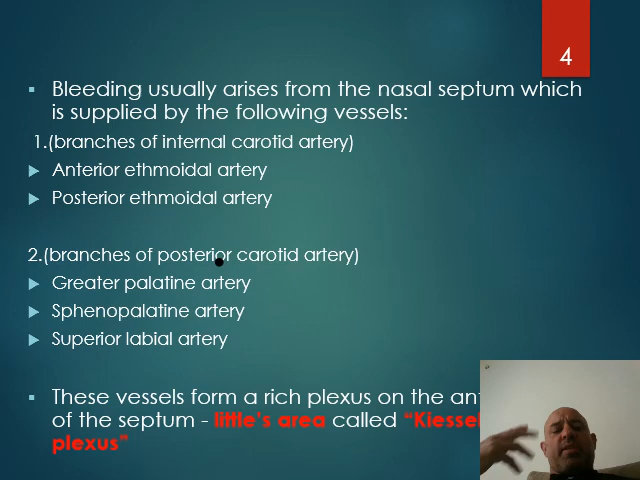 4
Bleeding usually arises from the nasal septum which
is supplied by the following vessels:
1.(branches of internal carotid artery)
Anterior ethmoidal artery
Posterior ethmoidal artery
2.(branches of posterior carotid artery)
Greater palatine artery
Sphenopalatine artery
Superior labial artery
These vessels form a rich plexus on the
of the septum - little's area called
plexus”